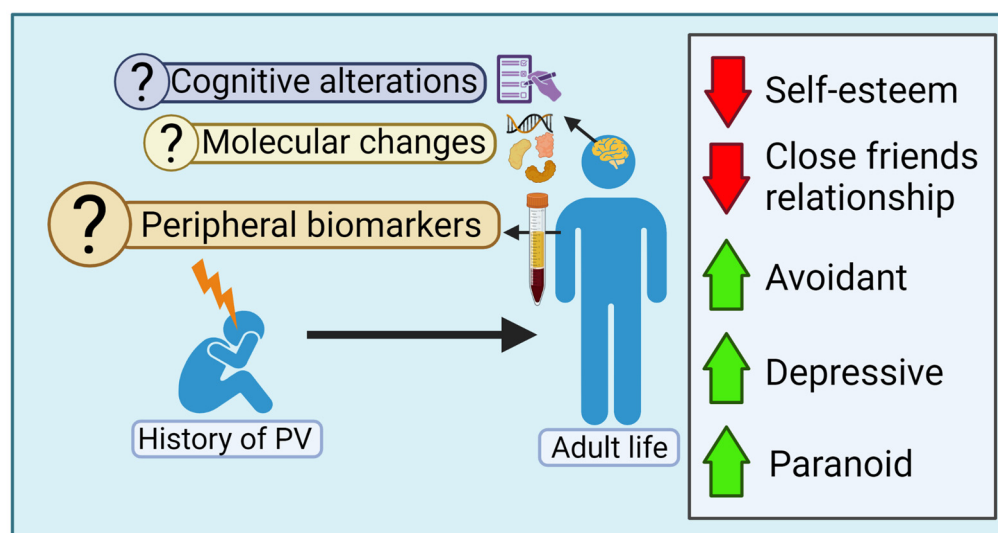 ? Cognitive alterations
? Molecular changes
? Peripheral biomarkers
History of PV
Adult life
Self-esteem
Close friends
relationship
Avoidant
Depressive
Paranoid